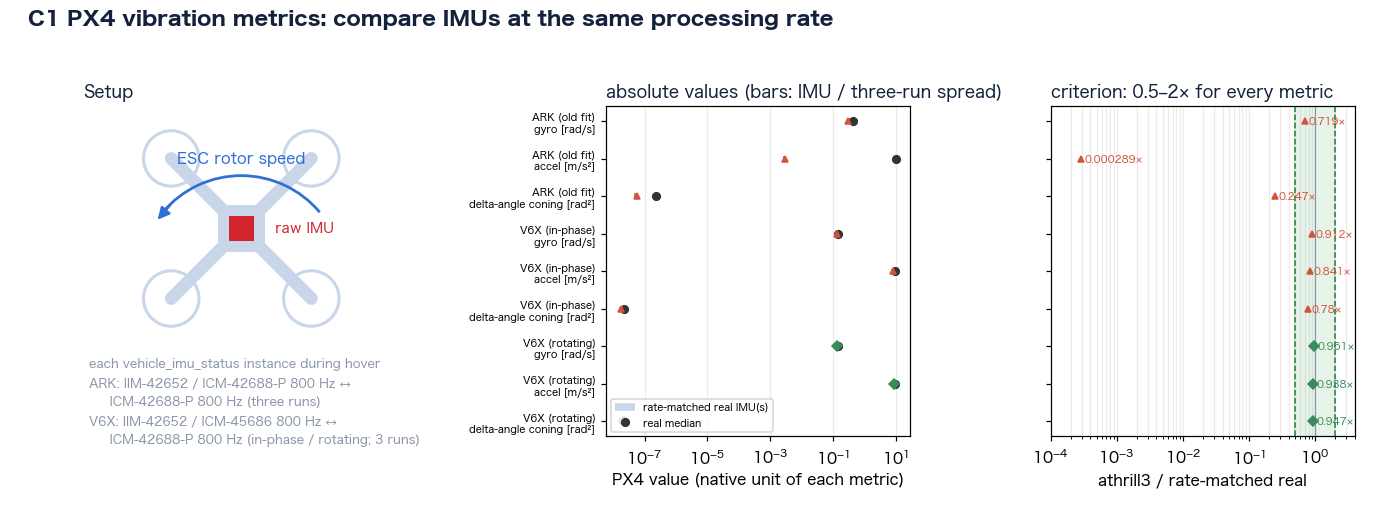 C1 PX4 vibration metrics: compare IMUs at the same processing rate
Setup
ESC rotor speed
raw IMU
each vehicle_imu_status instance during hover
ARK: IIM-42652 / ICM-42688-P 800 Hz ↔
ICM-42688-P 800 Hz (three runs)
V6X: IIM-42652 / ICM-45686 800 Hz ↔
ICM-42688-P 800 Hz (in-phase / rotating; 3 runs)
absolute values (bars: IMU / three-run spread)
ARK (old fit)
gyro [rad/s]
ARK (old fit)
accel [m/s²]
ARK (old fit)
delta-angle coning [rad²]
V6X (in-phase)
gyro [rad/s]
V6X (in-phase)
accel [m/s²]
V6X (in-phase)
delta-angle coning [rad²]
V6X (rotating)
gyro [rad/s]
V6X (rotating)
accel [m/s²]
V6X (rotating)
delta-angle coning [rad²]
rate-matched real IMU(s)
real median
10⁻⁷ 10⁻⁵ 10⁻³ 10⁻¹ 10¹
PX4 value (native unit of each metric)
criterion: 0.5–2× for every metric
0.719×
0.000289×
0.247×
0.912×
0.841×
0.78×
0.951×
0.938×
0.947×
10⁻⁴ 10⁻³ 10⁻² 10⁻¹ 10⁰
athrill3 / rate-matched real